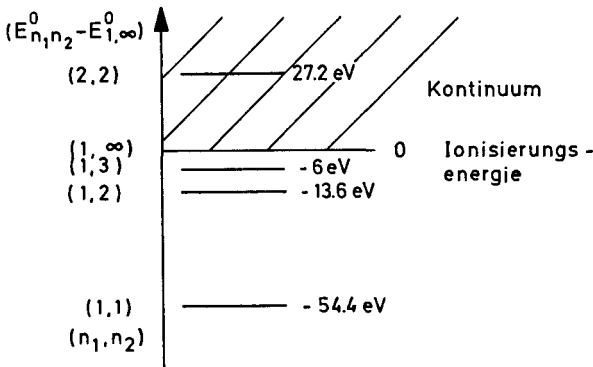 (E⁰n₁n₂ – E⁰1,∞)
(2,2) 27.2 eV
Kontinuum
(1,∞) 0 Ionisierungs-
energie
(1,3) - 6 eV
(1,2) - 13.6 eV
(1,1) - 54.4 eV
(n₁,n₂)